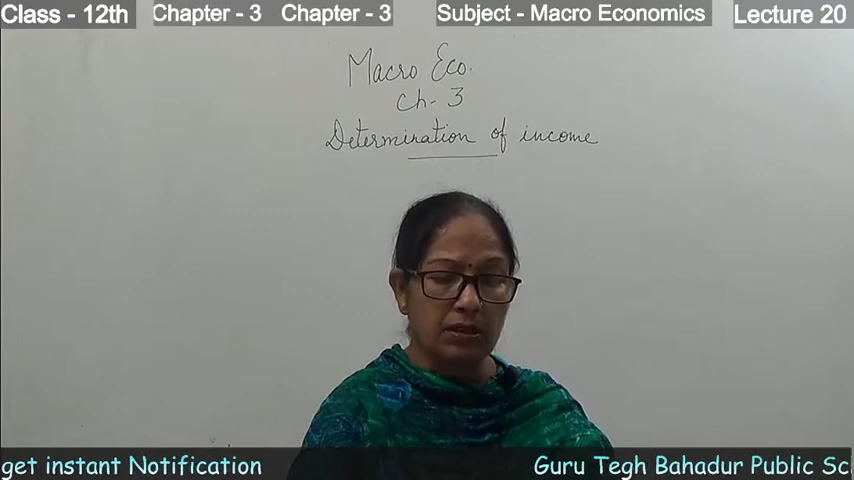 Class - 12th Chapter - 3 Chapter - 3 Subject - Macro Economics Lecture 20
Macro Eco.
Ch- 3
Determination of income
get instant Notification Guru Tegh Bahadur Public